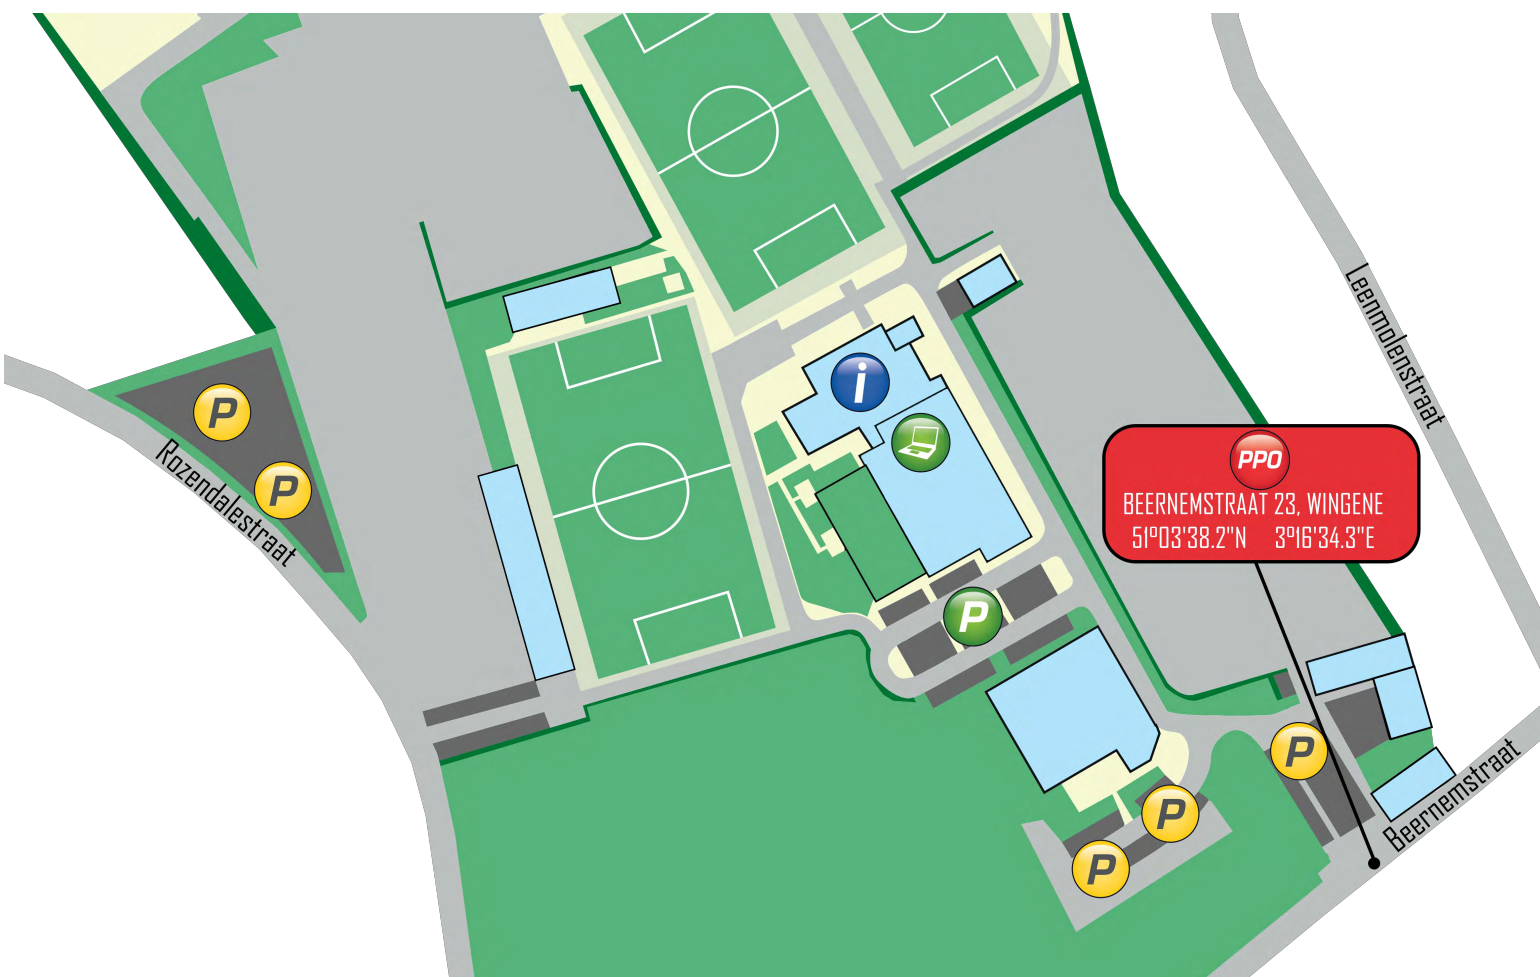 Leenmolenstraat
i
P
P
Rozendalestraat
PPO
BEERNEMSTRAAT 23, WINGENE
51°03'38.2"N 3°16'34.3"E
P
P
P
P
Beernemstraat